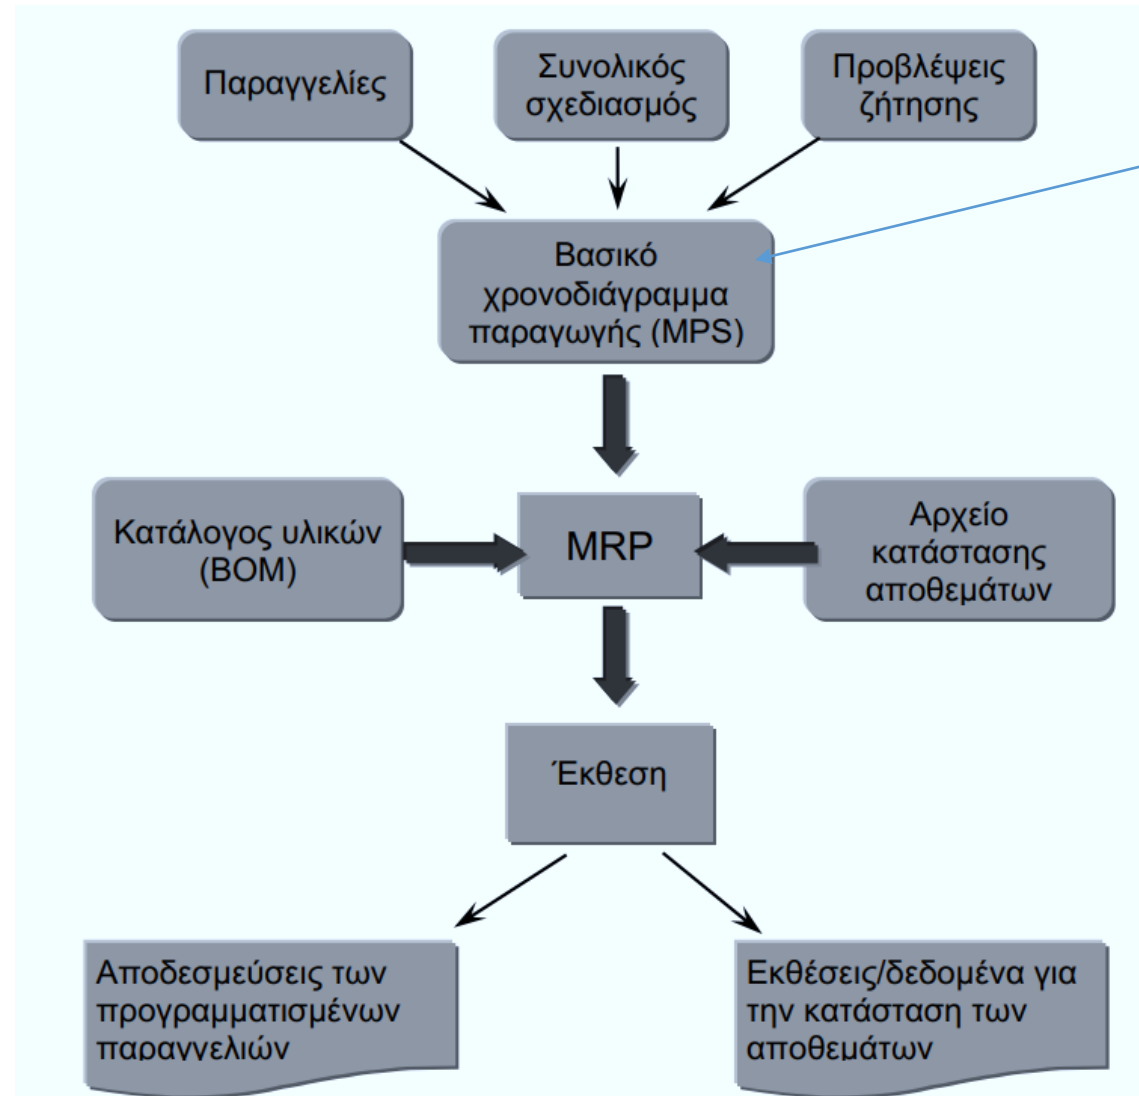 Παραγγελίες
Συνολικός
σχεδιασμός
Προβλέψεις
ζήτησης
Βασικό
χρονοδιάγραμμα
παραγωγής (MPS)
Κατάλογος υλικών
(BOM)
MRP
Αρχείο
κατάστασης
αποθεμάτων
Έκθεση
Αποδεσμεύσεις των
προγραμματισμένων
παραγγελιών
Εκθέσεις/δεδομένα για
την κατάσταση των
αποθεμάτων